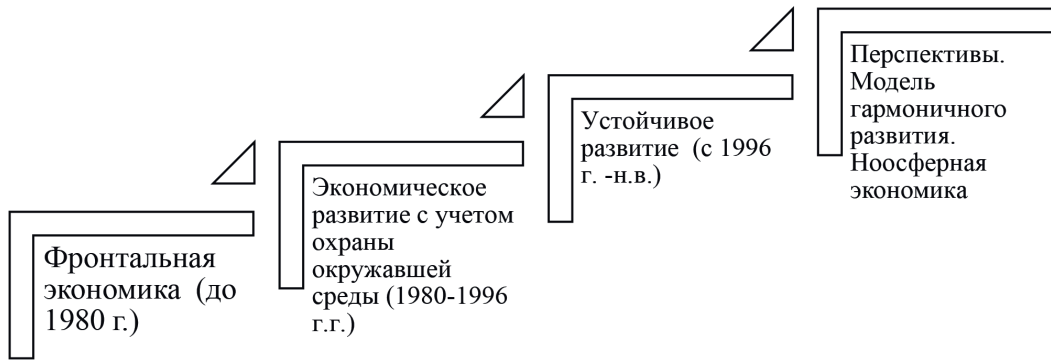 Фронтальная
экономика (до
1980 г.)
Экономическое
развитие с учетом
охраны
окружавшей
среды (1980-1996
г.г.)
Устойчивое
развитие (с 1996
г. -н.в.)
Перспективы.
Модель
гармоничного
развития.
Ноосферная
экономика